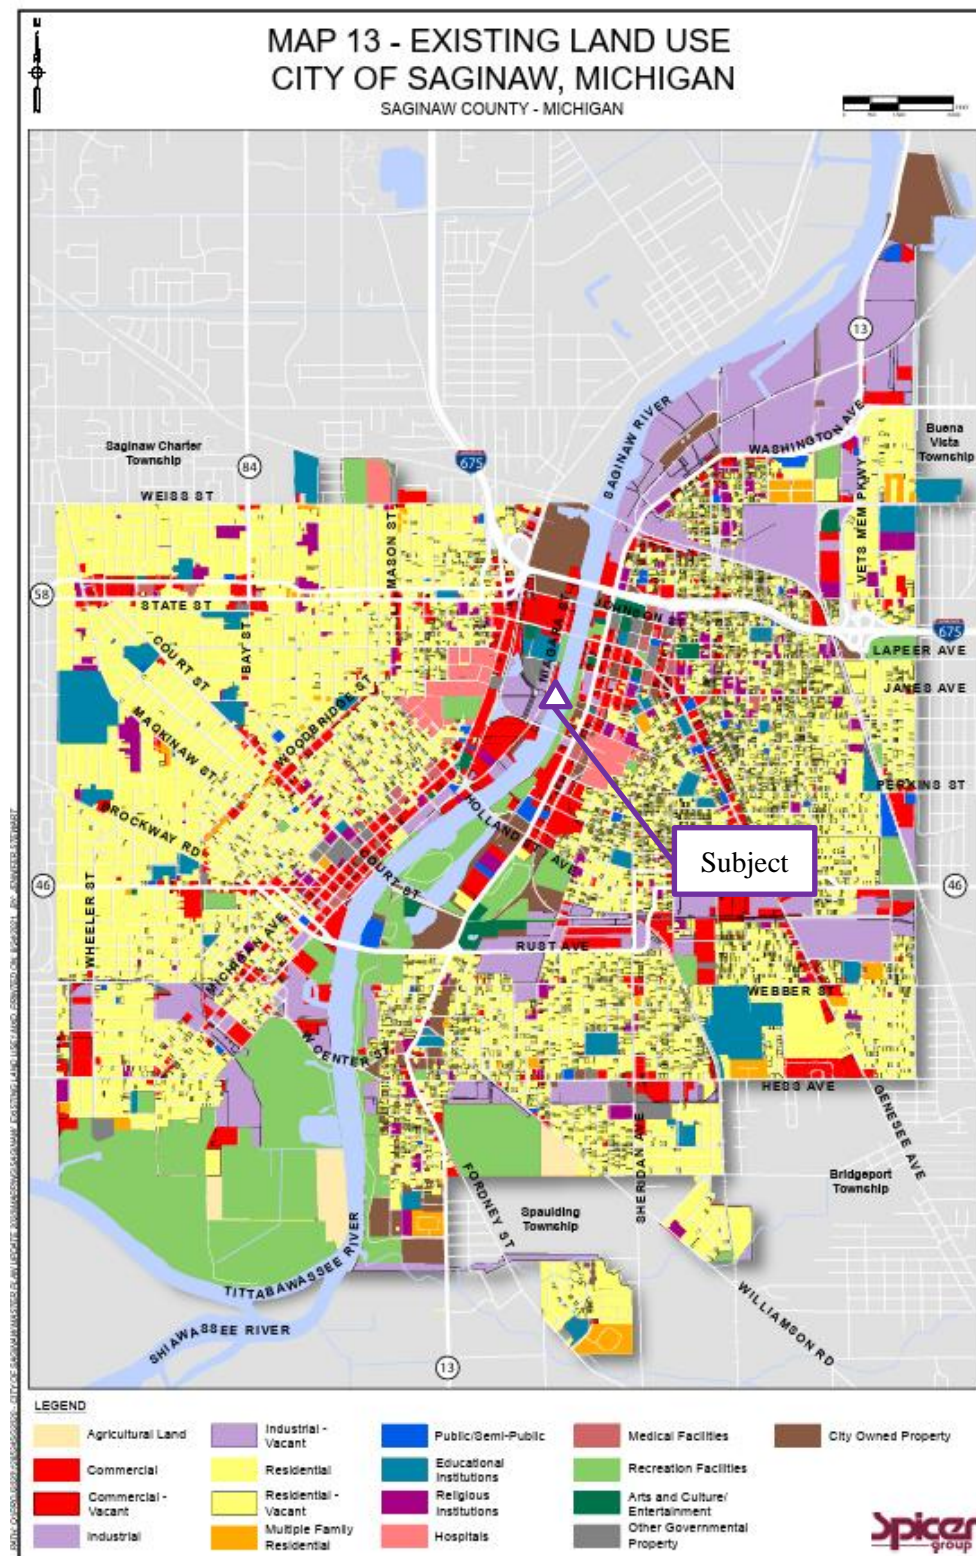 MAP 13 - EXISTING LAND USE
CITY OF SAGINAW, MICHIGAN
SAGINAW COUNTY - MICHIGAN
13
SAGINAW RIVER
WASHINGTON AVE
Buena
Vista
Township
Saginaw Charter
Township
84
675
WEISS ST
MASON ST
VETS MEM PKWY
58
STATE ST
JOHNSON ST
NIAGARA ST
675
LAPEER AVE
COURT ST
BAY ST
JANES AVE
MACKINAW ST
WOODBRIDGE ST
PERKINS ST
BROCKWAY RD
HOLLAND AVE
Subject
46
COURT ST
46
WHEELER ST
MICHIGAN AVE
RUST AVE
WEBBER ST
W CENTER ST
HESS AVE
GENESEE AVE
SHERIDAN AVE
FORDNEY ST
Bridgeport
Township
Spaulding
Township
TITTABAWASSEE RIVER
SHIAWASSEE RIVER
WILLIAMSON RD
13
LEGEND
Agricultural Land
Commercial
Commercial -
Vacant
Industrial
Industrial -
Vacant
Residential
Residential -
Vacant
Multiple Family
Residential
Public/Semi-Public
Educational
Institutions
Religious
Institutions
Hospitals
Medical Facilities
Recreation Facilities
Arts and Culture/
Entertainment
Other Governmental
Property
City Owned Property
Spicer
group